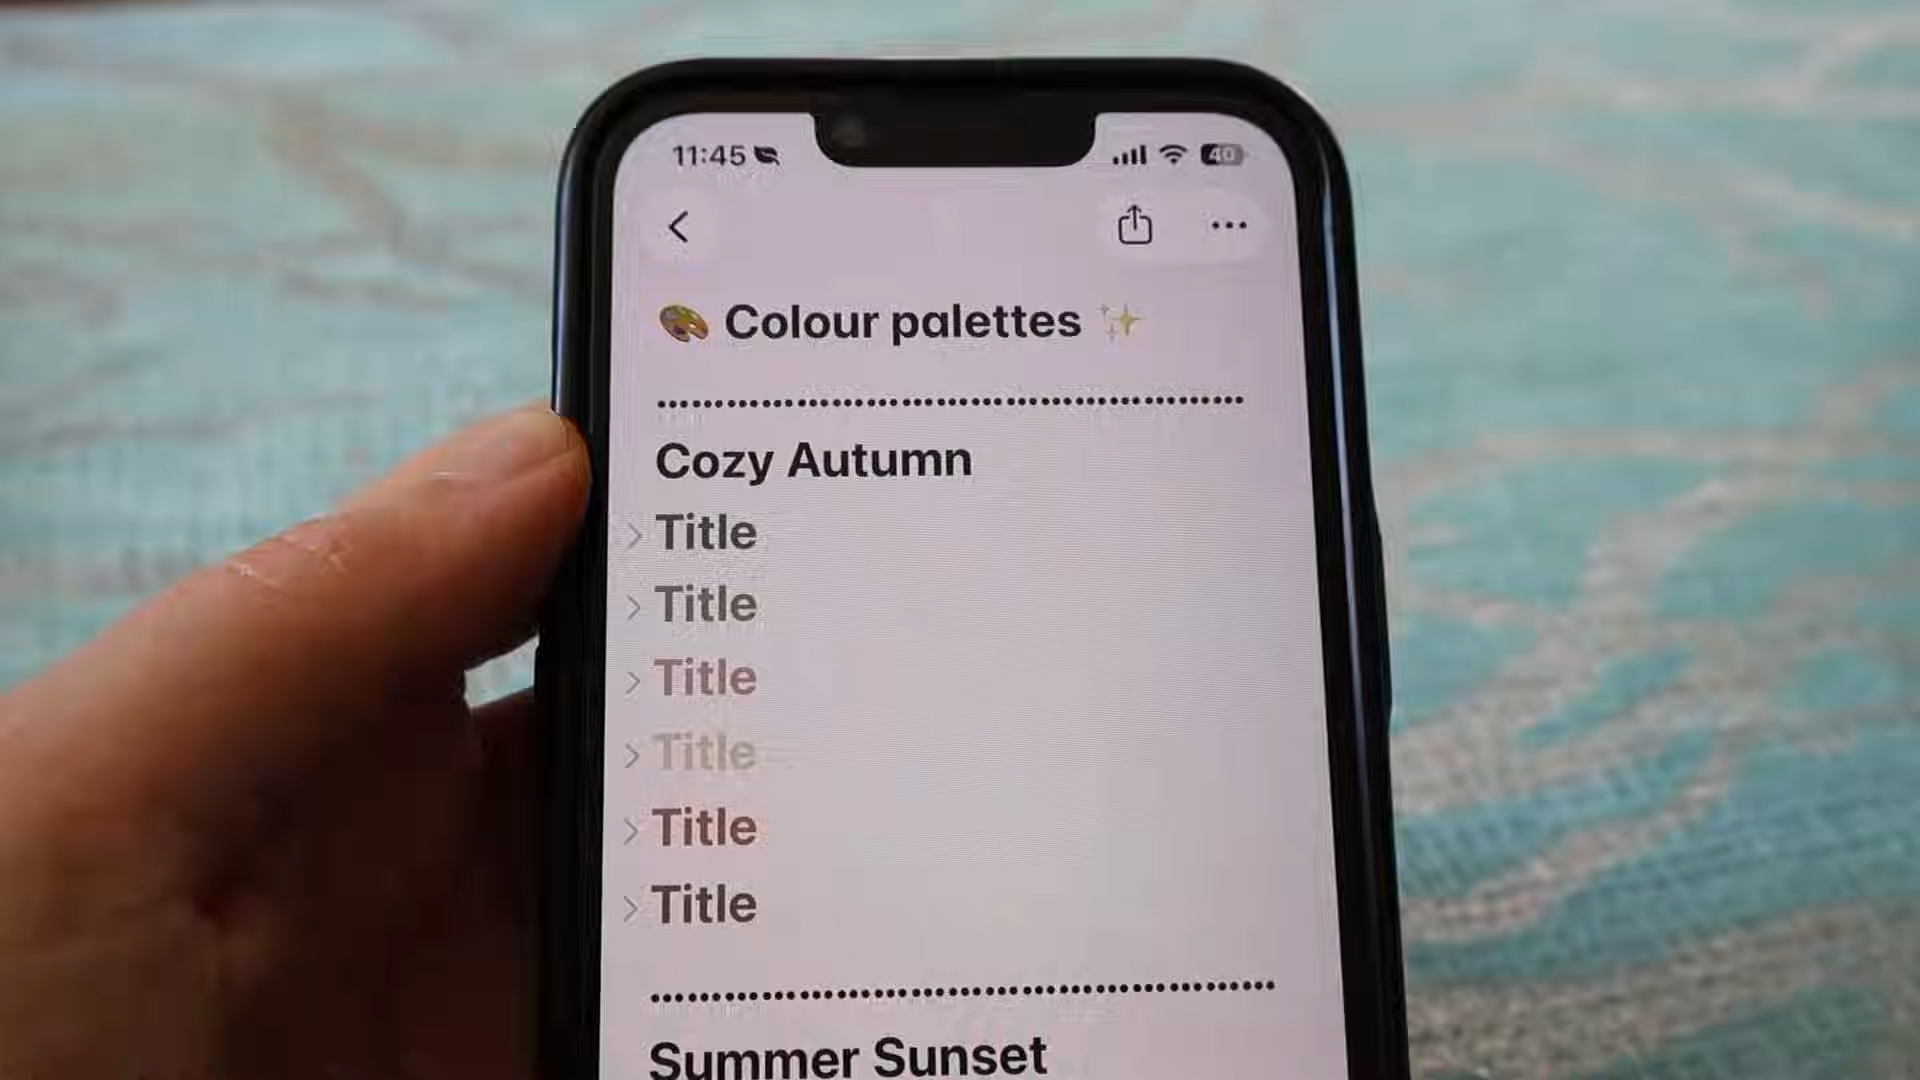 11:45
40
🎨 Colour palettes ✨
Cozy Autumn
Title
Title
Title
Title
Title
Title
Summer Sunset